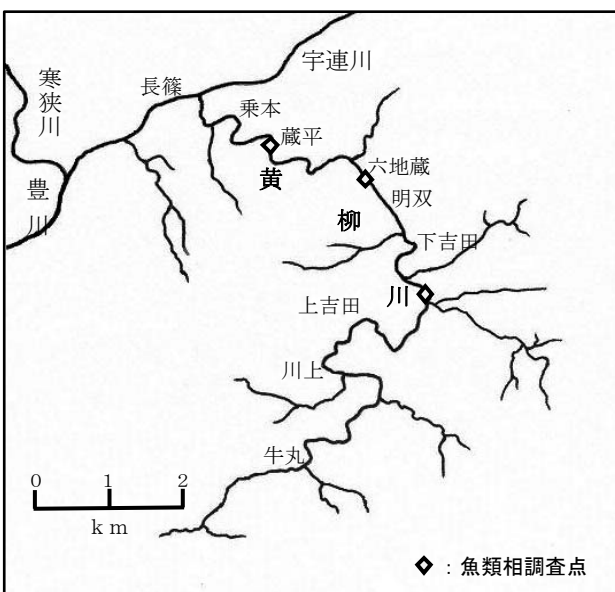 宇連川
寒狭川
長篠
乗本
蔵平
黄
六地蔵
明双
豊川
柳
下吉田
川
上吉田
川上
牛丸
0 1 2
km
◇ : 魚類相調査点